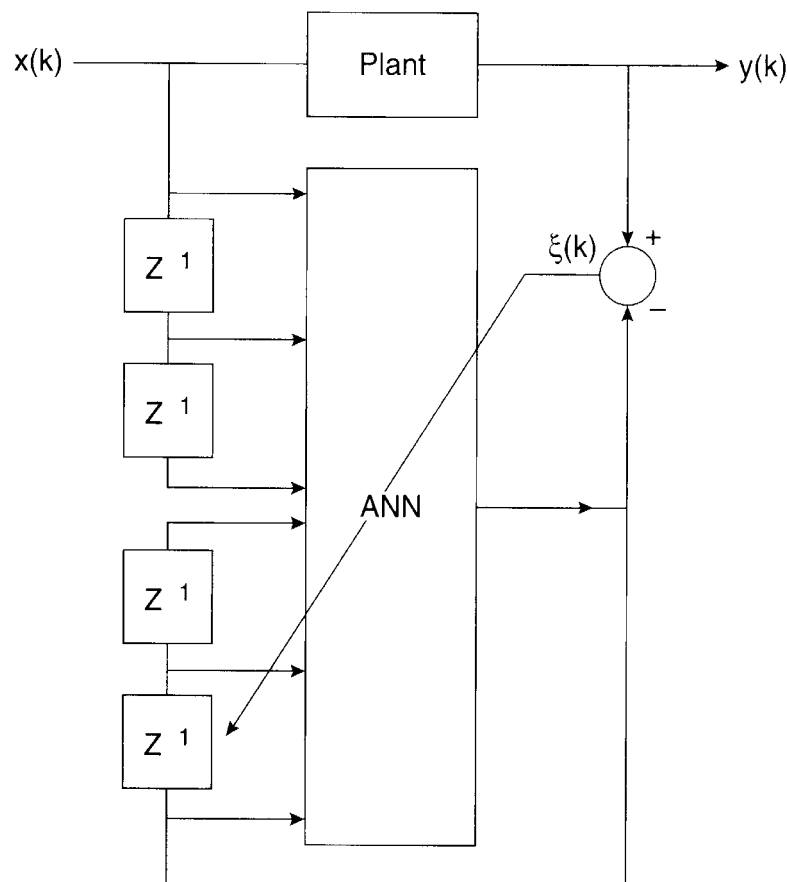 x(k)
Plant
y(k)
+
ξ(k)
Z 1
−
Z 1
ANN
Z 1
Z 1